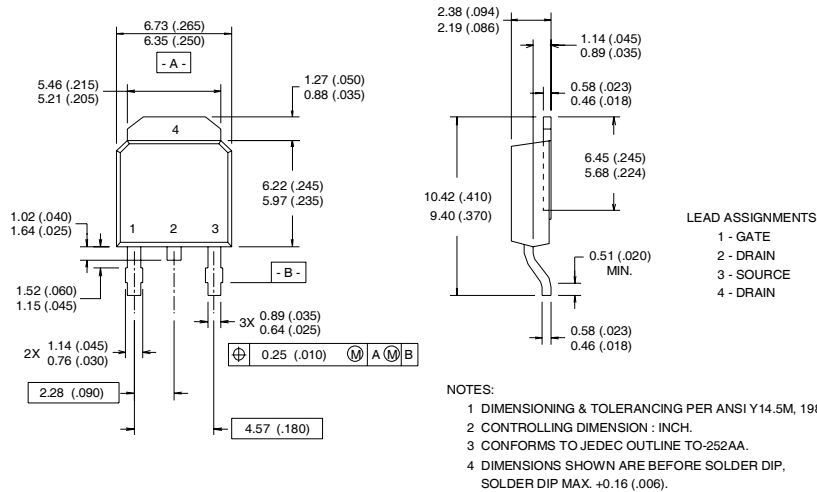 6.73 (.265)
6.35 (.250)
- A -
5.46 (.215)
5.21 (.205)
1.27 (.050)
0.88 (.035)
4
6.22 (.245)
5.97 (.235)
1.02 (.040)
1.64 (.025)
1 2 3
1.52 (.060)
1.15 (.045)
- B -
3X 0.89 (.035)
0.64 (.025)
2X 1.14 (.045)
0.76 (.030)
0.25 (.010) M A M B
2.28 (.090)
4.57 (.180)
2.38 (.094)
2.19 (.086)
1.14 (.045)
0.89 (.035)
0.58 (.023)
0.46 (.018)
6.45 (.245)
5.68 (.224)
10.42 (.410)
9.40 (.370)
0.51 (.020)
MIN.
0.58 (.023)
0.46 (.018)
LEAD ASSIGNMENTS
1 - GATE
2 - DRAIN
3 - SOURCE
4 - DRAIN
NOTES:
1 DIMENSIONING & TOLERANCING PER ANSI Y14.5M, 198
2 CONTROLLING DIMENSION : INCH.
3 CONFORMS TO JEDEC OUTLINE TO-252AA.
4 DIMENSIONS SHOWN ARE BEFORE SOLDER DIP,
SOLDER DIP MAX. +0.16 (.006).